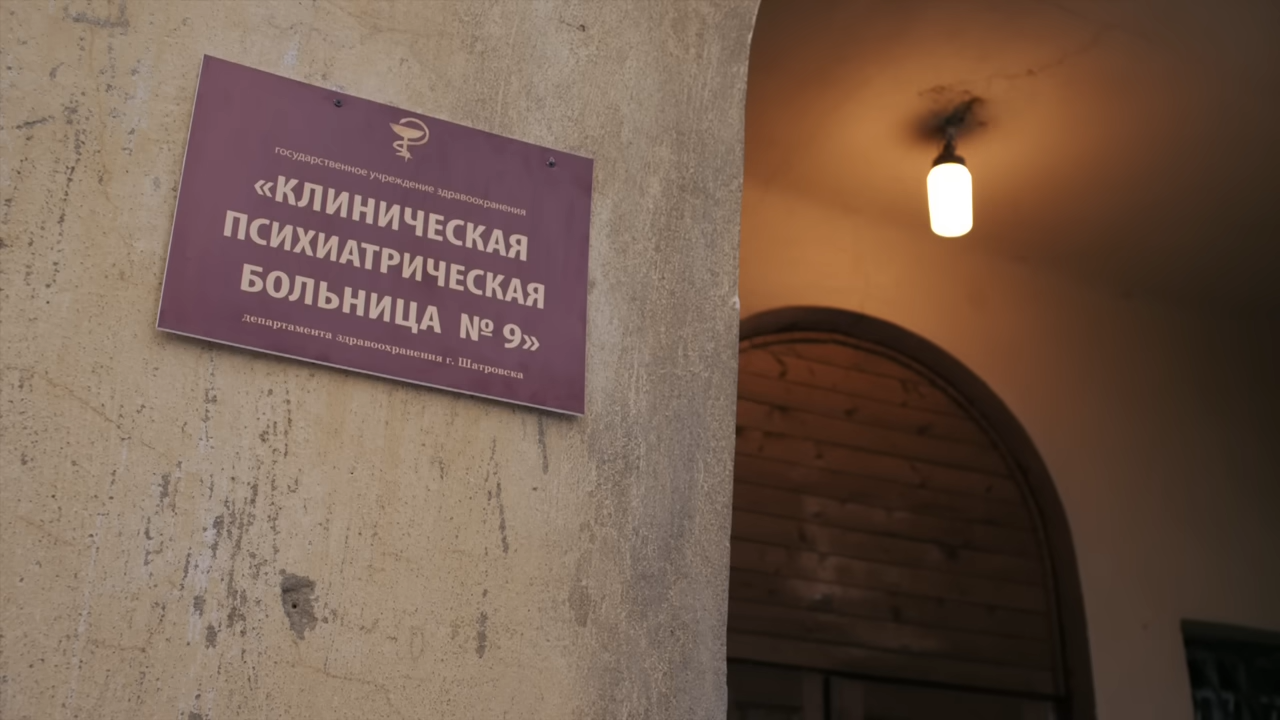 государственное учреждение здравоохранения
«КЛИНИЧЕСКАЯ
ПСИХИАТРИЧЕСКАЯ
БОЛЬНИЦА № 9»
департамента здравоохранения г. Шатровска